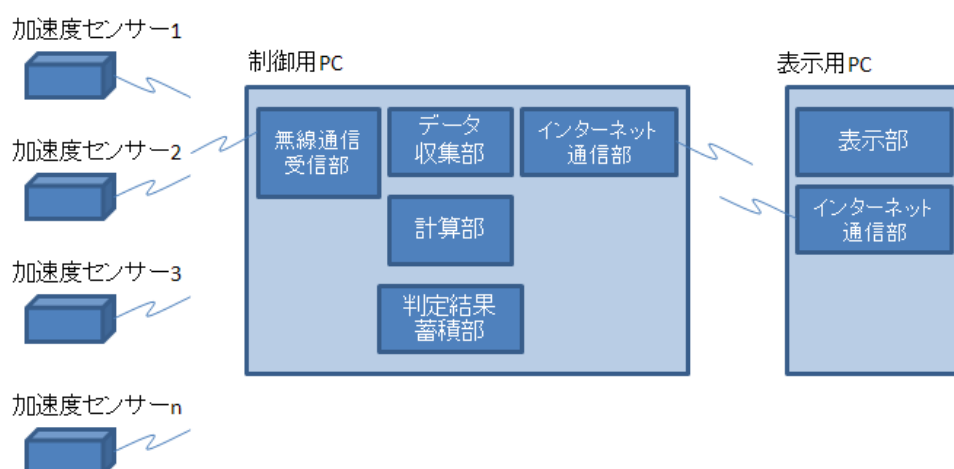 加速度センサー1
加速度センサー2
加速度センサー3
加速度センサーn
制御用PC
無線通信
受信部
データ
収集部
インターネット
通信部
計算部
判定結果
蓄積部
表示用PC
表示部
インターネット
通信部